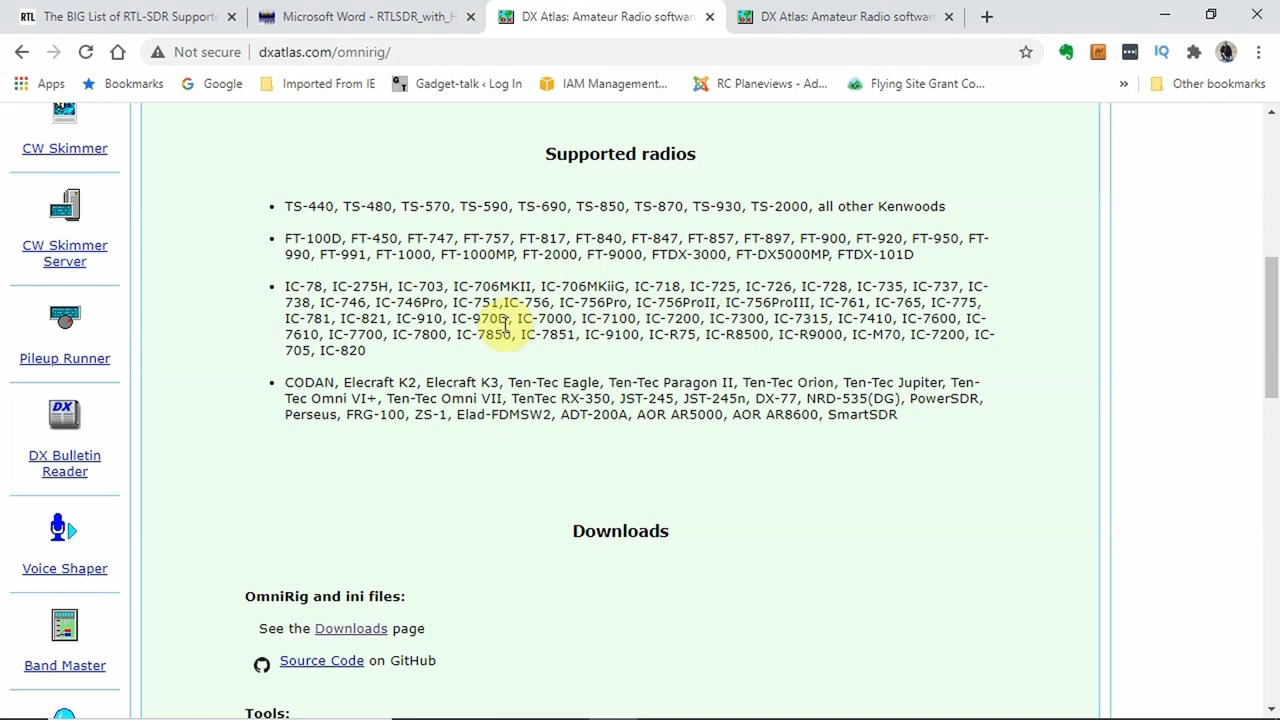 The BIG List of RTL-SDR Supporte
Microsoft Word - RTLSDR_with_H
DX Atlas: Amateur Radio softwar
DX Atlas: Amateur Radio softwar
Not secure
dxatlas.com/omnirig/
Apps
Bookmarks
Google
Imported From IE
Gadget-talk ‹ Log In
IAM Management...
RC Planeviews - Ad...
Flying Site Grant Co...
»
Other bookmarks
CW Skimmer
CW Skimmer
Server
Pileup Runner
DX Bulletin
Reader
Voice Shaper
Band Master
Supported radios
• TS-440, TS-480, TS-570, TS-590, TS-690, TS-850, TS-870, TS-930, TS-2000, all other Kenwoods
• FT-100D, FT-450, FT-747, FT-757, FT-817, FT-840, FT-847, FT-857, FT-897, FT-900, FT-920, FT-950, FT-
990, FT-991, FT-1000, FT-1000MP, FT-2000, FT-9000, FTDX-3000, FT-DX5000MP, FTDX-101D
• IC-78, IC-275H, IC-703, IC-706MKII, IC-706MKiiG, IC-718, IC-725, IC-726, IC-728, IC-735, IC-737, IC-
738, IC-746, IC-746Pro, IC-751,IC-756, IC-756Pro, IC-756ProII, IC-756ProIII, IC-761, IC-765, IC-775,
IC-781, IC-821, IC-910, IC-970D, IC-7000, IC-7100, IC-7200, IC-7300, IC-7315, IC-7410, IC-7600, IC-
7610, IC-7700, IC-7800, IC-7850, IC-7851, IC-9100, IC-R75, IC-R8500, IC-R9000, IC-M70, IC-7200, IC-
705, IC-820
• CODAN, Elecraft K2, Elecraft K3, Ten-Tec Eagle, Ten-Tec Paragon II, Ten-Tec Orion, Ten-Tec Jupiter, Ten-
Tec Omni VI+, Ten-Tec Omni VII, TenTec RX-350, JST-245, JST-245n, DX-77, NRD-535(DG), PowerSDR,
Perseus, FRG-100, ZS-1, Elad-FDMSW2, ADT-200A, AOR AR5000, AOR AR8600, SmartSDR
Downloads
OmniRig and ini files:
See the Downloads page
Source Code on GitHub
Tools: